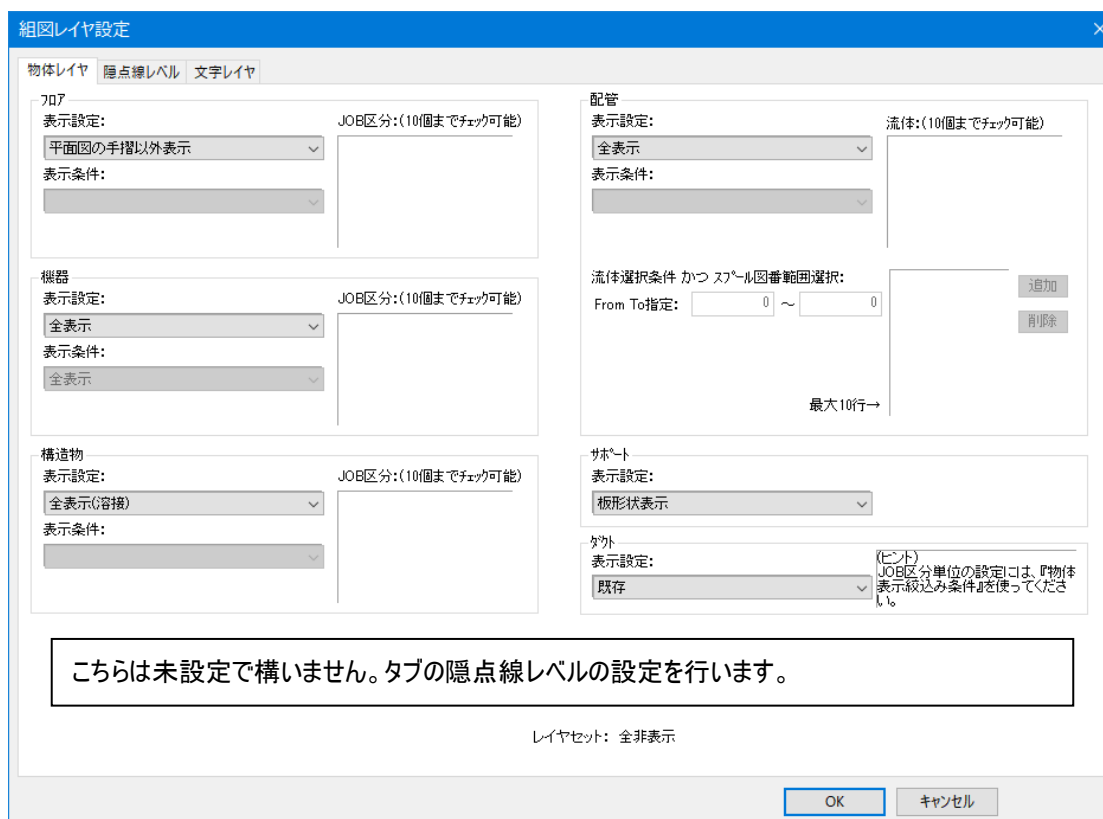 組図レイヤ設定
物体レイヤ 隠点線レベル 文字レイヤ
フロア
表示設定: JOB区分:(10個までチェック可能)
平面図の手摺以外表示
表示条件:
機器
表示設定: JOB区分:(10個までチェック可能)
全表示
表示条件:
全表示
構造物
表示設定: JOB区分:(10個までチェック可能)
全表示(溶接)
表示条件:
配管
表示設定: 流体:(10個までチェック可能)
全表示
表示条件:
流体選択条件 かつ スプール図番範囲選択:
From To指定: 0 ～ 0
追加
削除
最大10行→
サポート
表示設定:
板形状表示
ダクト
表示設定:
既存
(ヒント)
JOB区分単位の設定には、『物体
表示絞込み条件』を使ってくださ
い。
こちらは未設定で構いません。タブの隠点線レベルの設定を行います。
レイヤセット: 全非表示
OK キャンセル